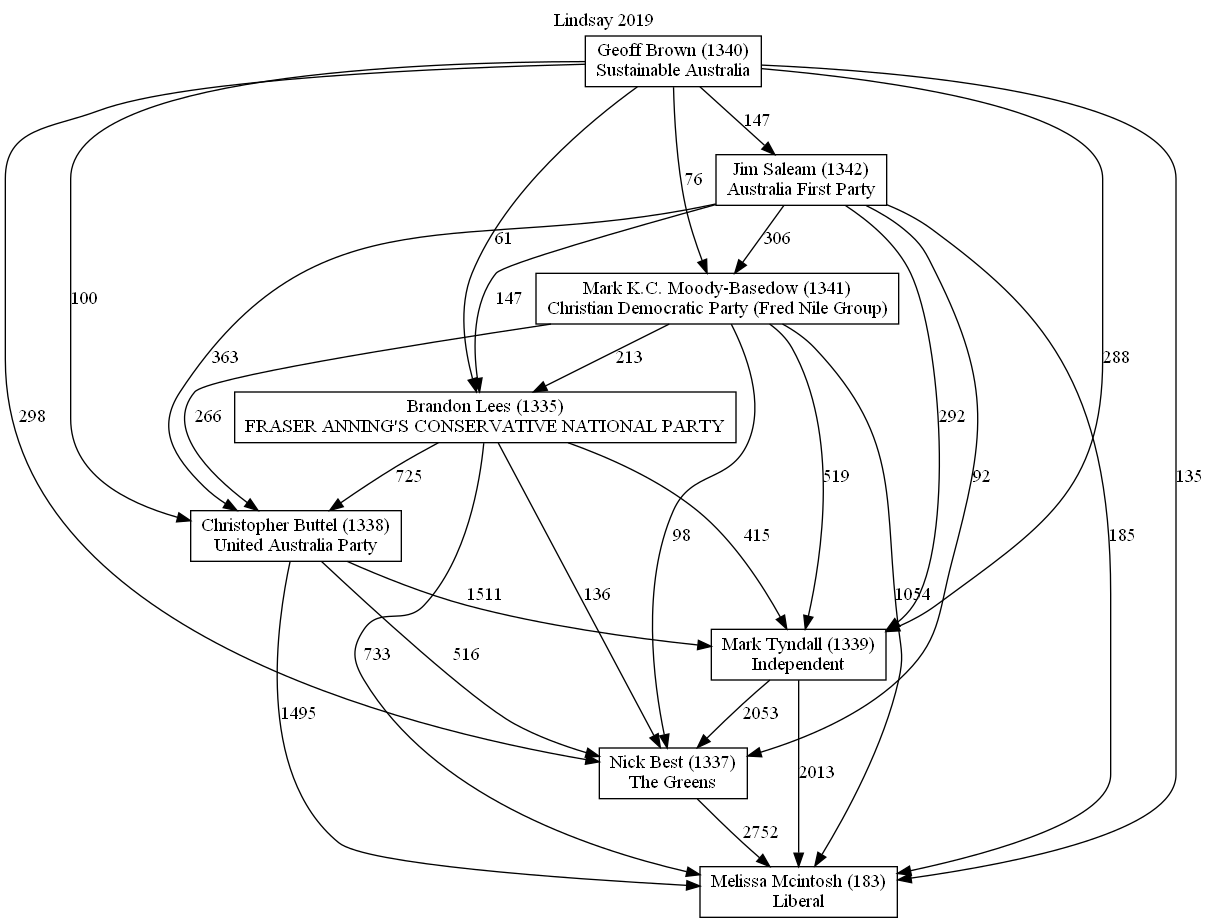 Lindsay 2019
Geoff Brown (1340)
Sustainable Australia
147
Jim Saleam (1342)
Australia First Party
76
61
306
Mark K.C. Moody-Basedow (1341)
Christian Democratic Party (Fred Nile Group)
100
147
363
213
288
266
298
292
Brandon Lees (1335)
FRASER ANNING'S CONSERVATIVE NATIONAL PARTY
725
519
92
135
Christopher Buttel (1338)
United Australia Party
98
415
185
1511
136
1054
Mark Tyndall (1339)
Independent
733
516
1495
2053
Nick Best (1337)
The Greens
2013
2752
Melissa Mcintosh (183)
Liberal